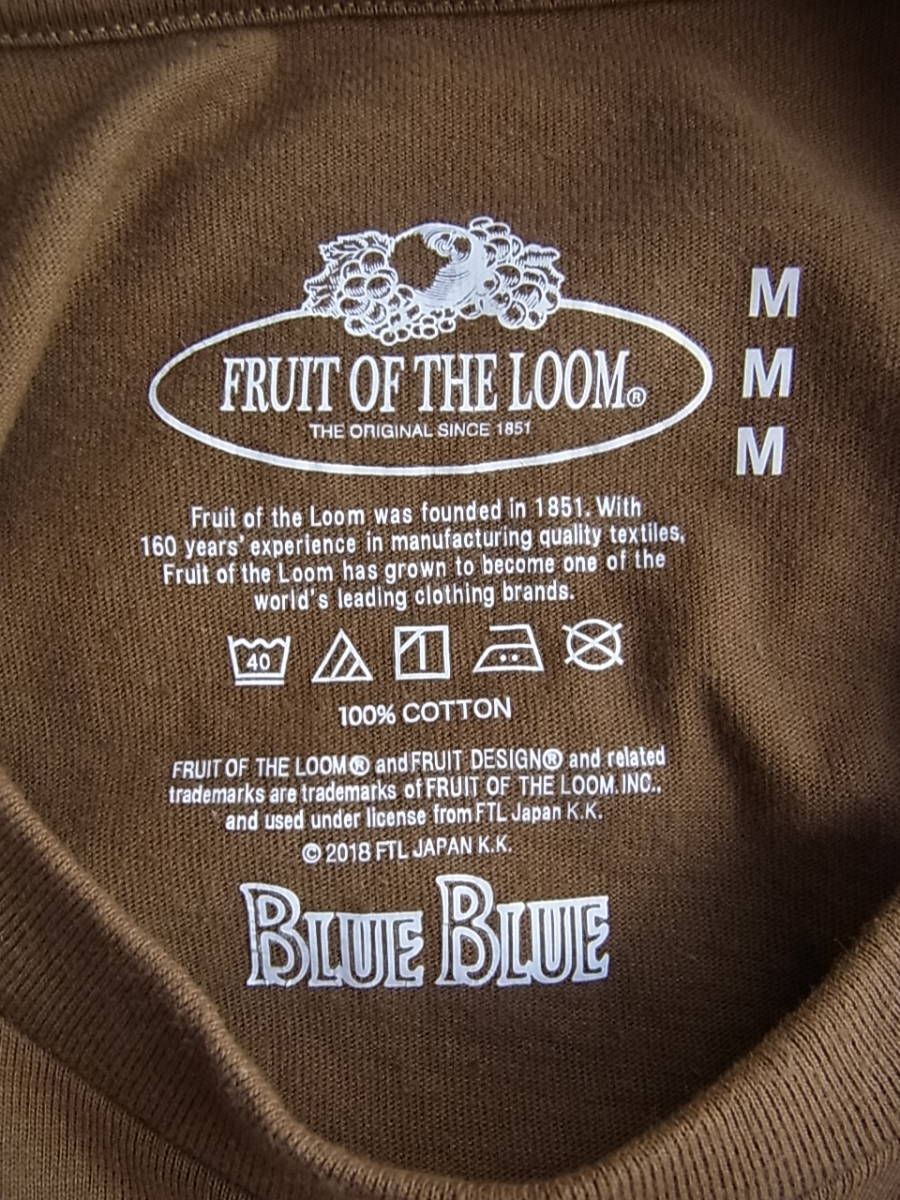 FRUIT OF THE LOOM®
THE ORIGINAL SINCE 1851
M
M
M
Fruit of the Loom was founded in 1851. With
160 years' experience in manufacturing quality textiles,
Fruit of the Loom has grown to become one of the
world's leading clothing brands.
40
100% COTTON
FRUIT OF THE LOOM® and FRUIT DESIGN® and related
trademarks are trademarks of FRUIT OF THE LOOM. INC.,
and used under license from FTL Japan K.K.
© 2018 FTL JAPAN K.K.
BLUE BLUE